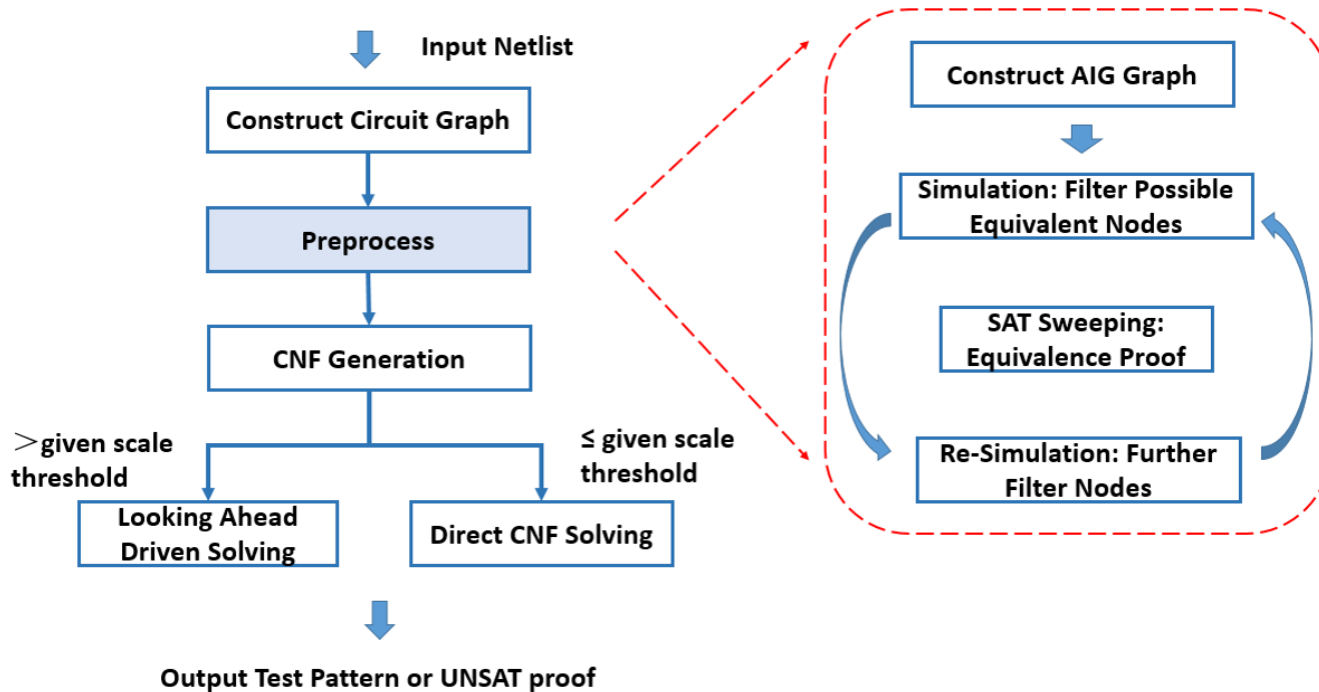 Input Netlist
Construct Circuit Graph
Preprocess
CNF Generation
>given scale
threshold
≤ given scale
threshold
Looking Ahead
Driven Solving
Direct CNF Solving
Output Test Pattern or UNSAT proof
Construct AIG Graph
Simulation: Filter Possible
Equivalent Nodes
SAT Sweeping:
Equivalence Proof
Re-Simulation: Further
Filter Nodes